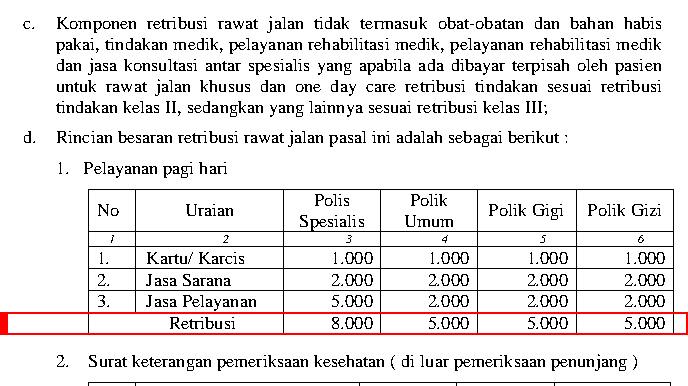 c. Komponen retribusi rawat jalan tidak termasuk obat-obatan dan bahan habis
pakai, tindakan medik, pelayanan rehabilitasi medik, pelayanan rehabilitasi medik
dan jasa konsultasi antar spesialis yang apabila ada dibayar terpisah oleh pasien
untuk rawat jalan khusus dan one day care retribusi tindakan sesuai retribusi
tindakan kelas II, sedangkan yang lainnya sesuai retribusi kelas III;
d. Rincian besaran retribusi rawat jalan pasal ini adalah sebagai berikut :
1. Pelayanan pagi hari
No Uraian Polis Spesialis Polik Umum Polik Gigi Polik Gizi
1 2 3 4 5 6
1. Kartu/ Karcis 1.000 1.000 1.000 1.000
2. Jasa Sarana 2.000 2.000 2.000 2.000
3. Jasa Pelayanan 5.000 2.000 2.000 2.000
Retribusi 8.000 5.000 5.000 5.000
2. Surat keterangan pemeriksaan kesehatan ( di luar pemeriksaan penunjang )